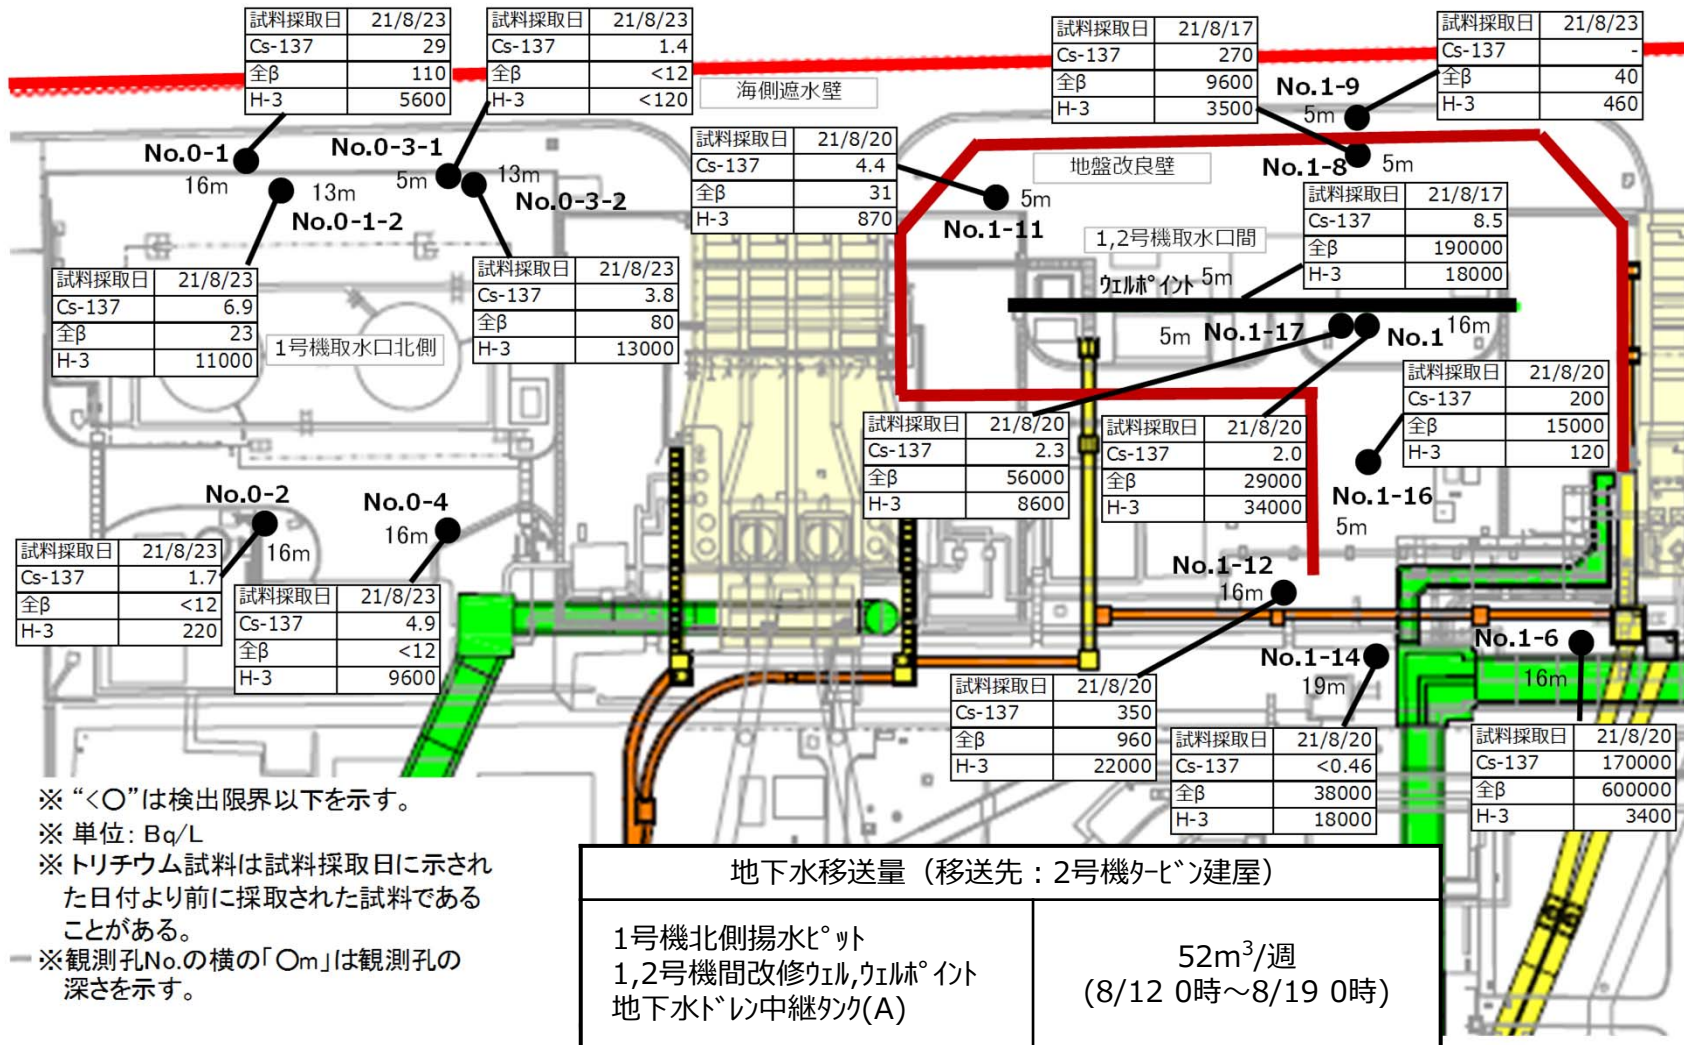 試料採取日 21/8/23
Cs-137 29
全β 110
H-3 5600
試料採取日 21/8/23
Cs-137 1.4
全β <12
H-3 <120
試料採取日 21/8/17
Cs-137 270
全β 9600
H-3 3500
試料採取日 21/8/23
Cs-137 -
全β 40
H-3 460
海側遮水壁
No.1-9
5m
No.0-1
16m
No.0-3-1
5m
13m
No.0-3-2
13m
No.0-1-2
試料採取日 21/8/20
Cs-137 4.4
全β 31
H-3 870
5m
No.1-11
地盤改良壁
No.1-8
5m
試料採取日 21/8/17
Cs-137 8.5
全β 190000
H-3 18000
1,2号機取水口間
ｳｪﾙﾎﾟｲﾝﾄ 5m
試料採取日 21/8/23
Cs-137 6.9
全β 23
H-3 11000
1号機取水口北側
試料採取日 21/8/23
Cs-137 3.8
全β 80
H-3 13000
5m
No.1-17
No.1
16m
試料採取日 21/8/20
Cs-137 200
全β 15000
H-3 120
試料採取日 21/8/20
Cs-137 2.3
全β 56000
H-3 8600
試料採取日 21/8/20
Cs-137 2.0
全β 29000
H-3 34000
No.1-16
5m
No.0-2
16m
No.0-4
16m
試料採取日 21/8/23
Cs-137 1.7
全β <12
H-3 220
試料採取日 21/8/23
Cs-137 4.9
全β <12
H-3 9600
No.1-12
16m
No.1-14
19m
No.1-6
16m
試料採取日 21/8/20
Cs-137 350
全β 960
H-3 22000
試料採取日 21/8/20
Cs-137 <0.46
全β 38000
H-3 18000
試料採取日 21/8/20
Cs-137 170000
全β 600000
H-3 3400
※ “<〇”は検出限界以下を示す。
※ 単位: Bq/L
※トリチウム試料は試料採取日に示され
た日付より前に採取された試料である
ことがある。
※観測孔No.の横の「〇m」は観測孔の
深さを示す。
地下水移送量（移送先：2号機ﾀｰﾋﾞﾝ建屋）
1号機北側揚水ﾋﾟｯﾄ
1,2号機間改修ｳｪﾙ,ｳｪﾙﾎﾟｲﾝﾄ
地下水ﾄﾞﾚﾝ中継ﾀﾝｸ(A)
52m³/週
(8/12 0時～8/19 0時)